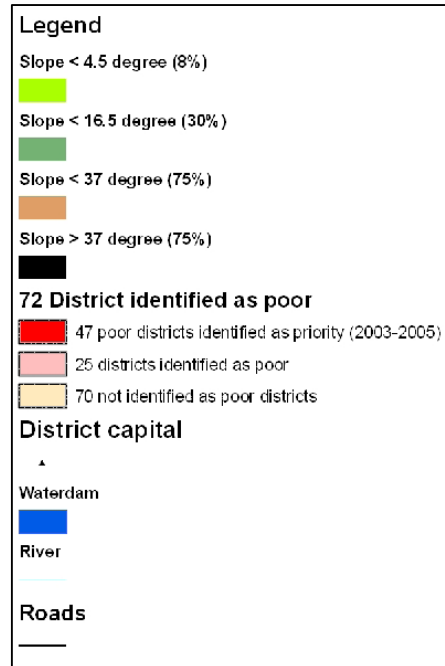 Legend
Slope < 4.5 degree (8%)
Slope < 16.5 degree (30%)
Slope < 37 degree (75%)
Slope > 37 degree (75%)
72 District identified as poor
47 poor districts identified as priority (2003-2005)
25 districts identified as poor
70 not identified as poor districts
District capital
Waterdam
River
Roads